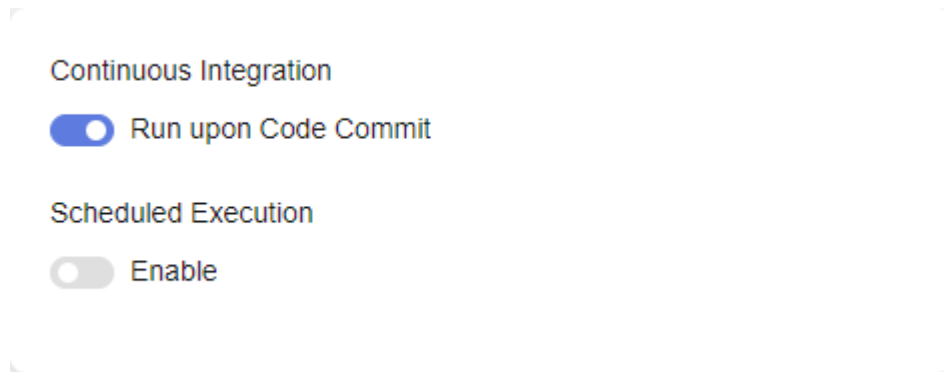 Continuous Integration
Run upon Code Commit
Scheduled Execution
Enable